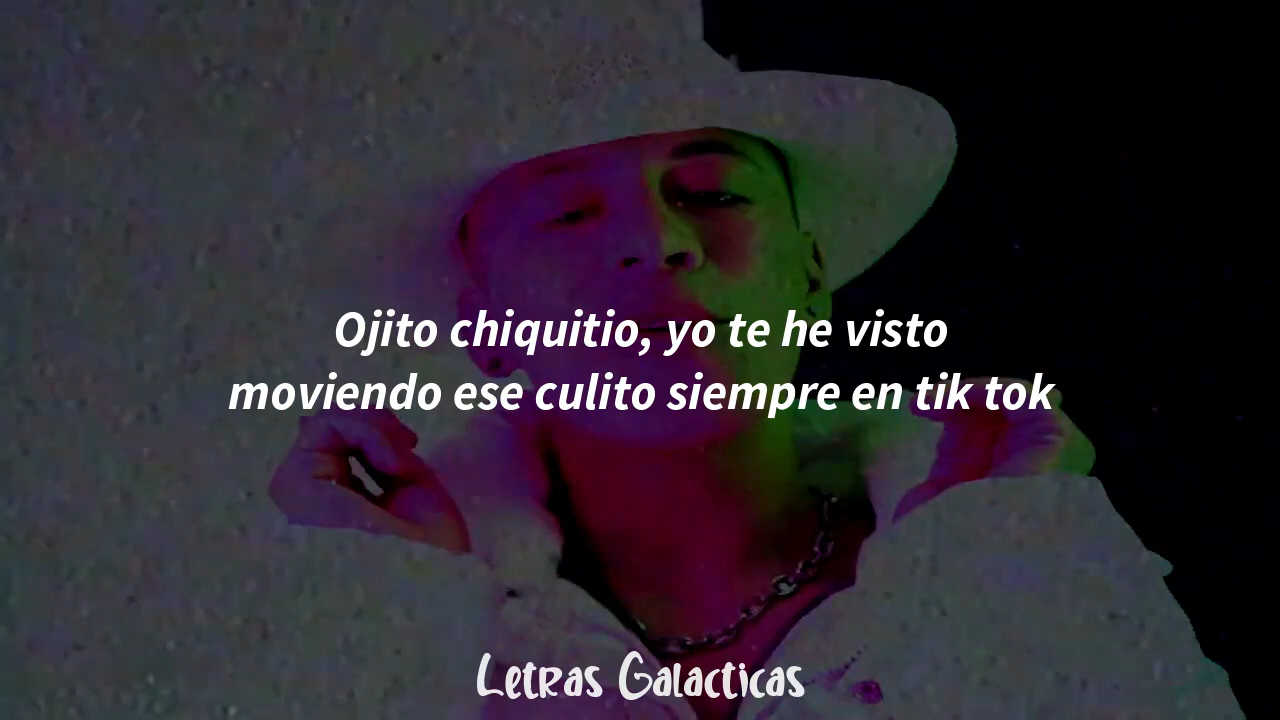 Ojito chiquitio, yo te he visto
moviendo ese culito siempre en tik tok
Letras Galacticas